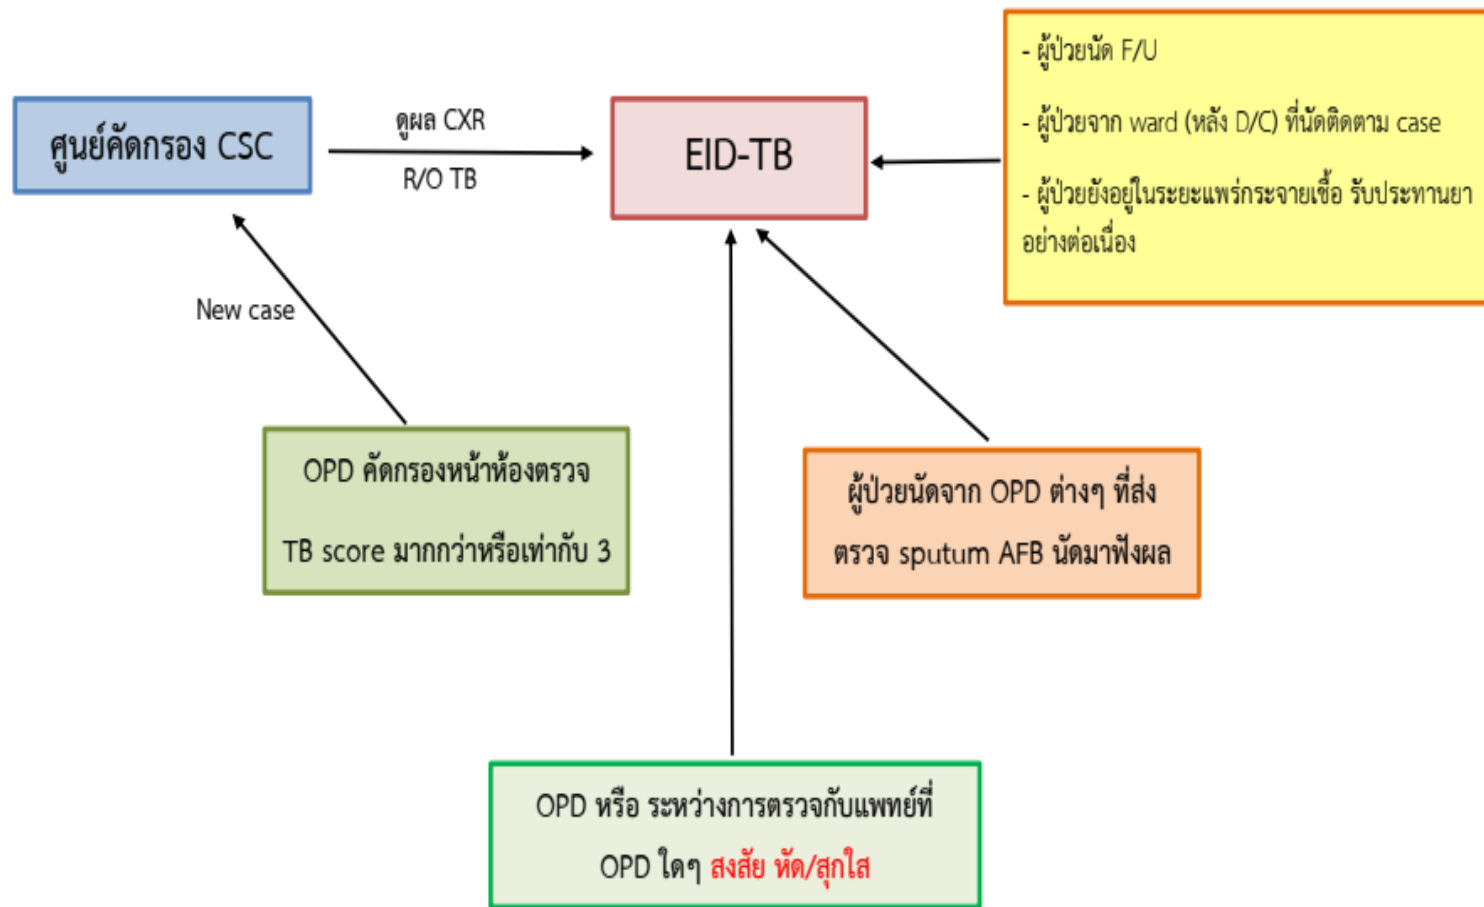 - ผู้ป่วยนัด F/U
- ผู้ป่วยจาก ward (หลัง D/C) ที่นัดติดตาม case
- ผู้ป่วยยังอยู่ในระยะแพร่กระจายเชื้อ รับประทานยา
อย่างต่อเนื่อง
ศูนย์คัดกรอง CSC
ดูผล CXR
R/O TB
EID-TB
New case
OPD คัดกรองหน้าห้องตรวจ
TB score มากกว่าหรือเท่ากับ 3
ผู้ป่วยนัดจาก OPD ต่างๆ ที่ส่ง
ตรวจ sputum AFB นัดมาฟังผล
OPD หรือ ระหว่างการตรวจกับแพทย์ที่
OPD ใดๆ สงสัย หัด/สุกใส